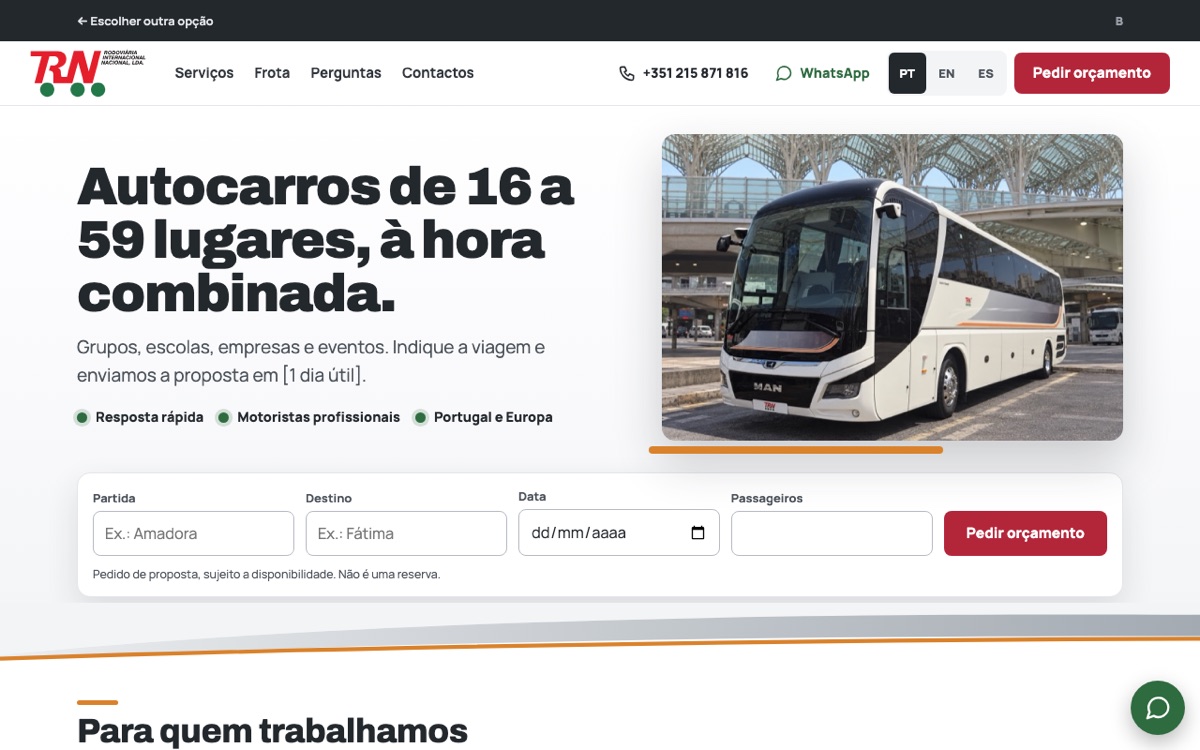 ← Escolher outra opção
B
TRN RODOVIÁRIA
INTERNACIONAL
NACIONAL, LDA.
Serviços
Frota
Perguntas
Contactos
+351 215 871 816
WhatsApp
PT
EN
ES
Pedir orçamento
Autocarros de 16 a
59 lugares, à hora
combinada.
Grupos, escolas, empresas e eventos. Indique a viagem e
enviamos a proposta em [1 dia útil].
Resposta rápida
Motoristas profissionais
Portugal e Europa
MAN
TRN
Partida
Destino
Data
Passageiros
Ex.: Amadora
Ex.: Fátima
dd/mm/aaaa
Pedir orçamento
Pedido de proposta, sujeito a disponibilidade. Não é uma reserva.
Para quem trabalhamos